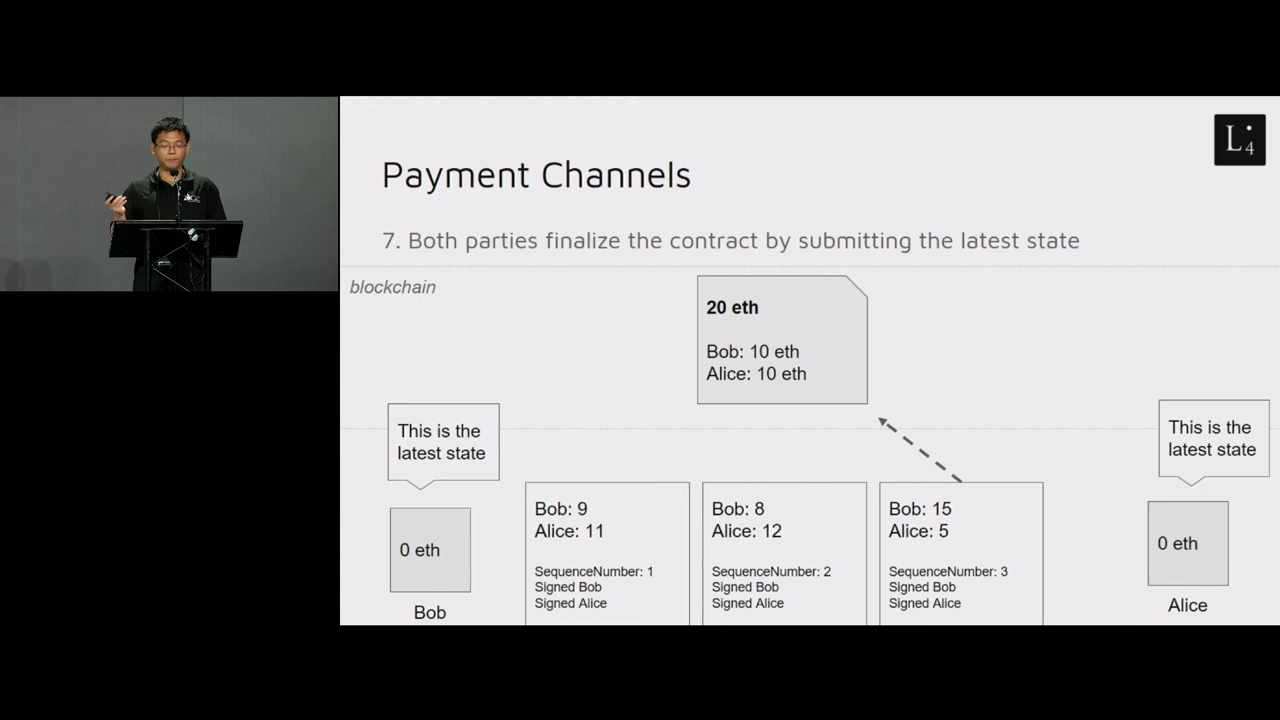 L4
Payment Channels
7. Both parties finalize the contract by submitting the latest state
blockchain
20 eth
Bob: 10 eth
Alice: 10 eth
This is the
latest state
This is the
latest state
0 eth
Bob
Bob: 9
Alice: 11
SequenceNumber: 1
Signed Bob
Signed Alice
Bob: 8
Alice: 12
SequenceNumber: 2
Signed Bob
Signed Alice
Bob: 15
Alice: 5
SequenceNumber: 3
Signed Bob
Signed Alice
0 eth
Alice